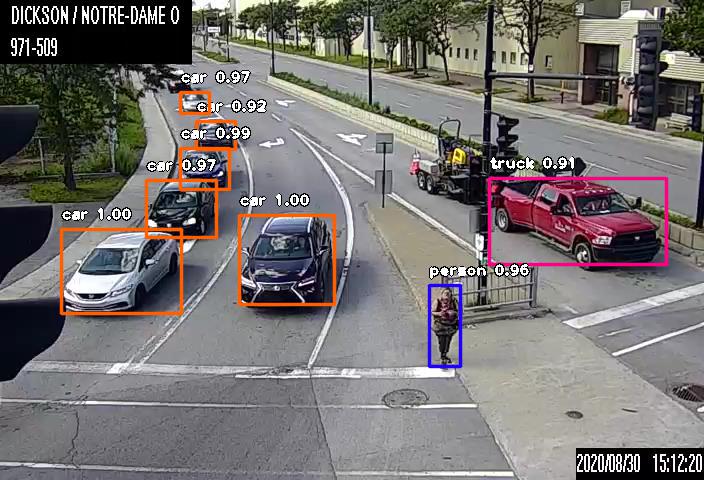 DICKSON / NOTRE-DAME O
971-509
car 0.97
car 0.92
car 0.99
car 0.97
truck 0.91
car 1.00
car 1.00
person 0.96
2020/08/30 15:12:20